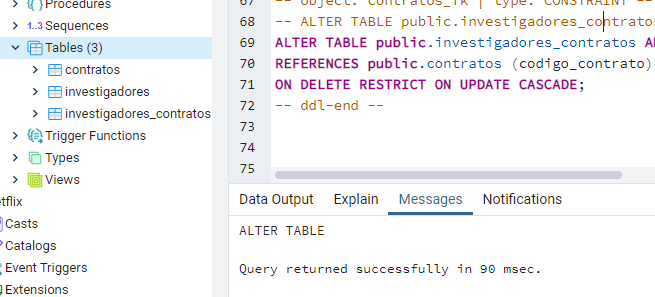 Procedures
1..3 Sequences
Tables (3)
contratos
investigadores
investigadores_contratos
Trigger Functions
Types
Views
etflix
Casts
Catalogs
Event Triggers
Extensions
67 -- object: contratos_fk | type: CONSTRAINT --
68 -- ALTER TABLE public.investigadores_contratos
69 ALTER TABLE public.investigadores_contratos
70 REFERENCES public.contratos (codigo_contrato)
71 ON DELETE RESTRICT ON UPDATE CASCADE;
72 -- ddl-end --
73
74
75
Data Output Explain Messages Notifications
ALTER TABLE
Query returned successfully in 90 msec.